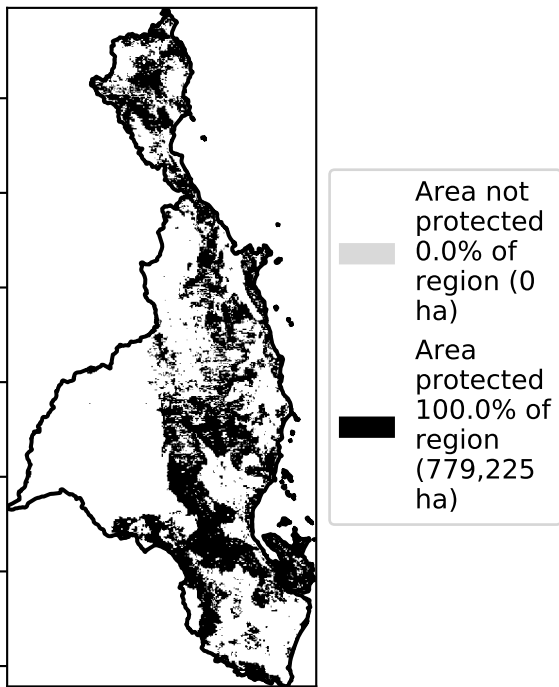 Area not
protected
0.0% of
region (0
ha)
Area
protected
100.0% of
region
(779,225
ha)